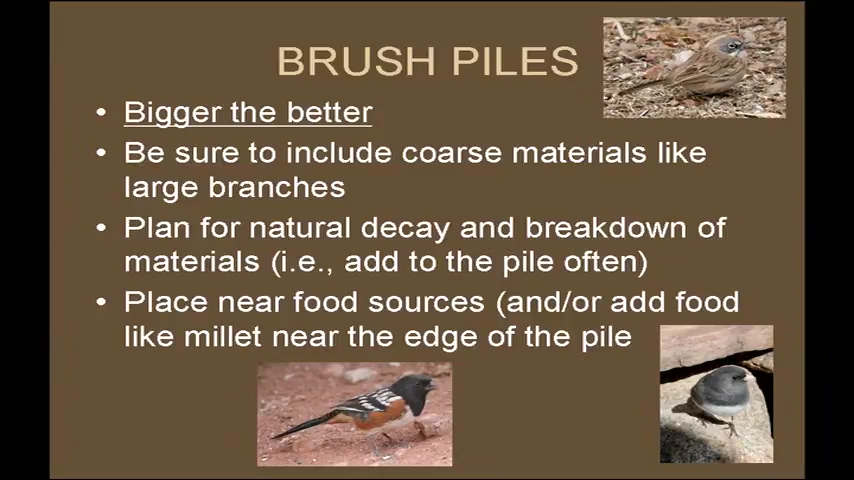 BRUSH PILES
• Bigger the better
• Be sure to include coarse materials like
large branches
• Plan for natural decay and breakdown of
materials (i.e., add to the pile often)
• Place near food sources (and/or add food
like millet near the edge of the pile